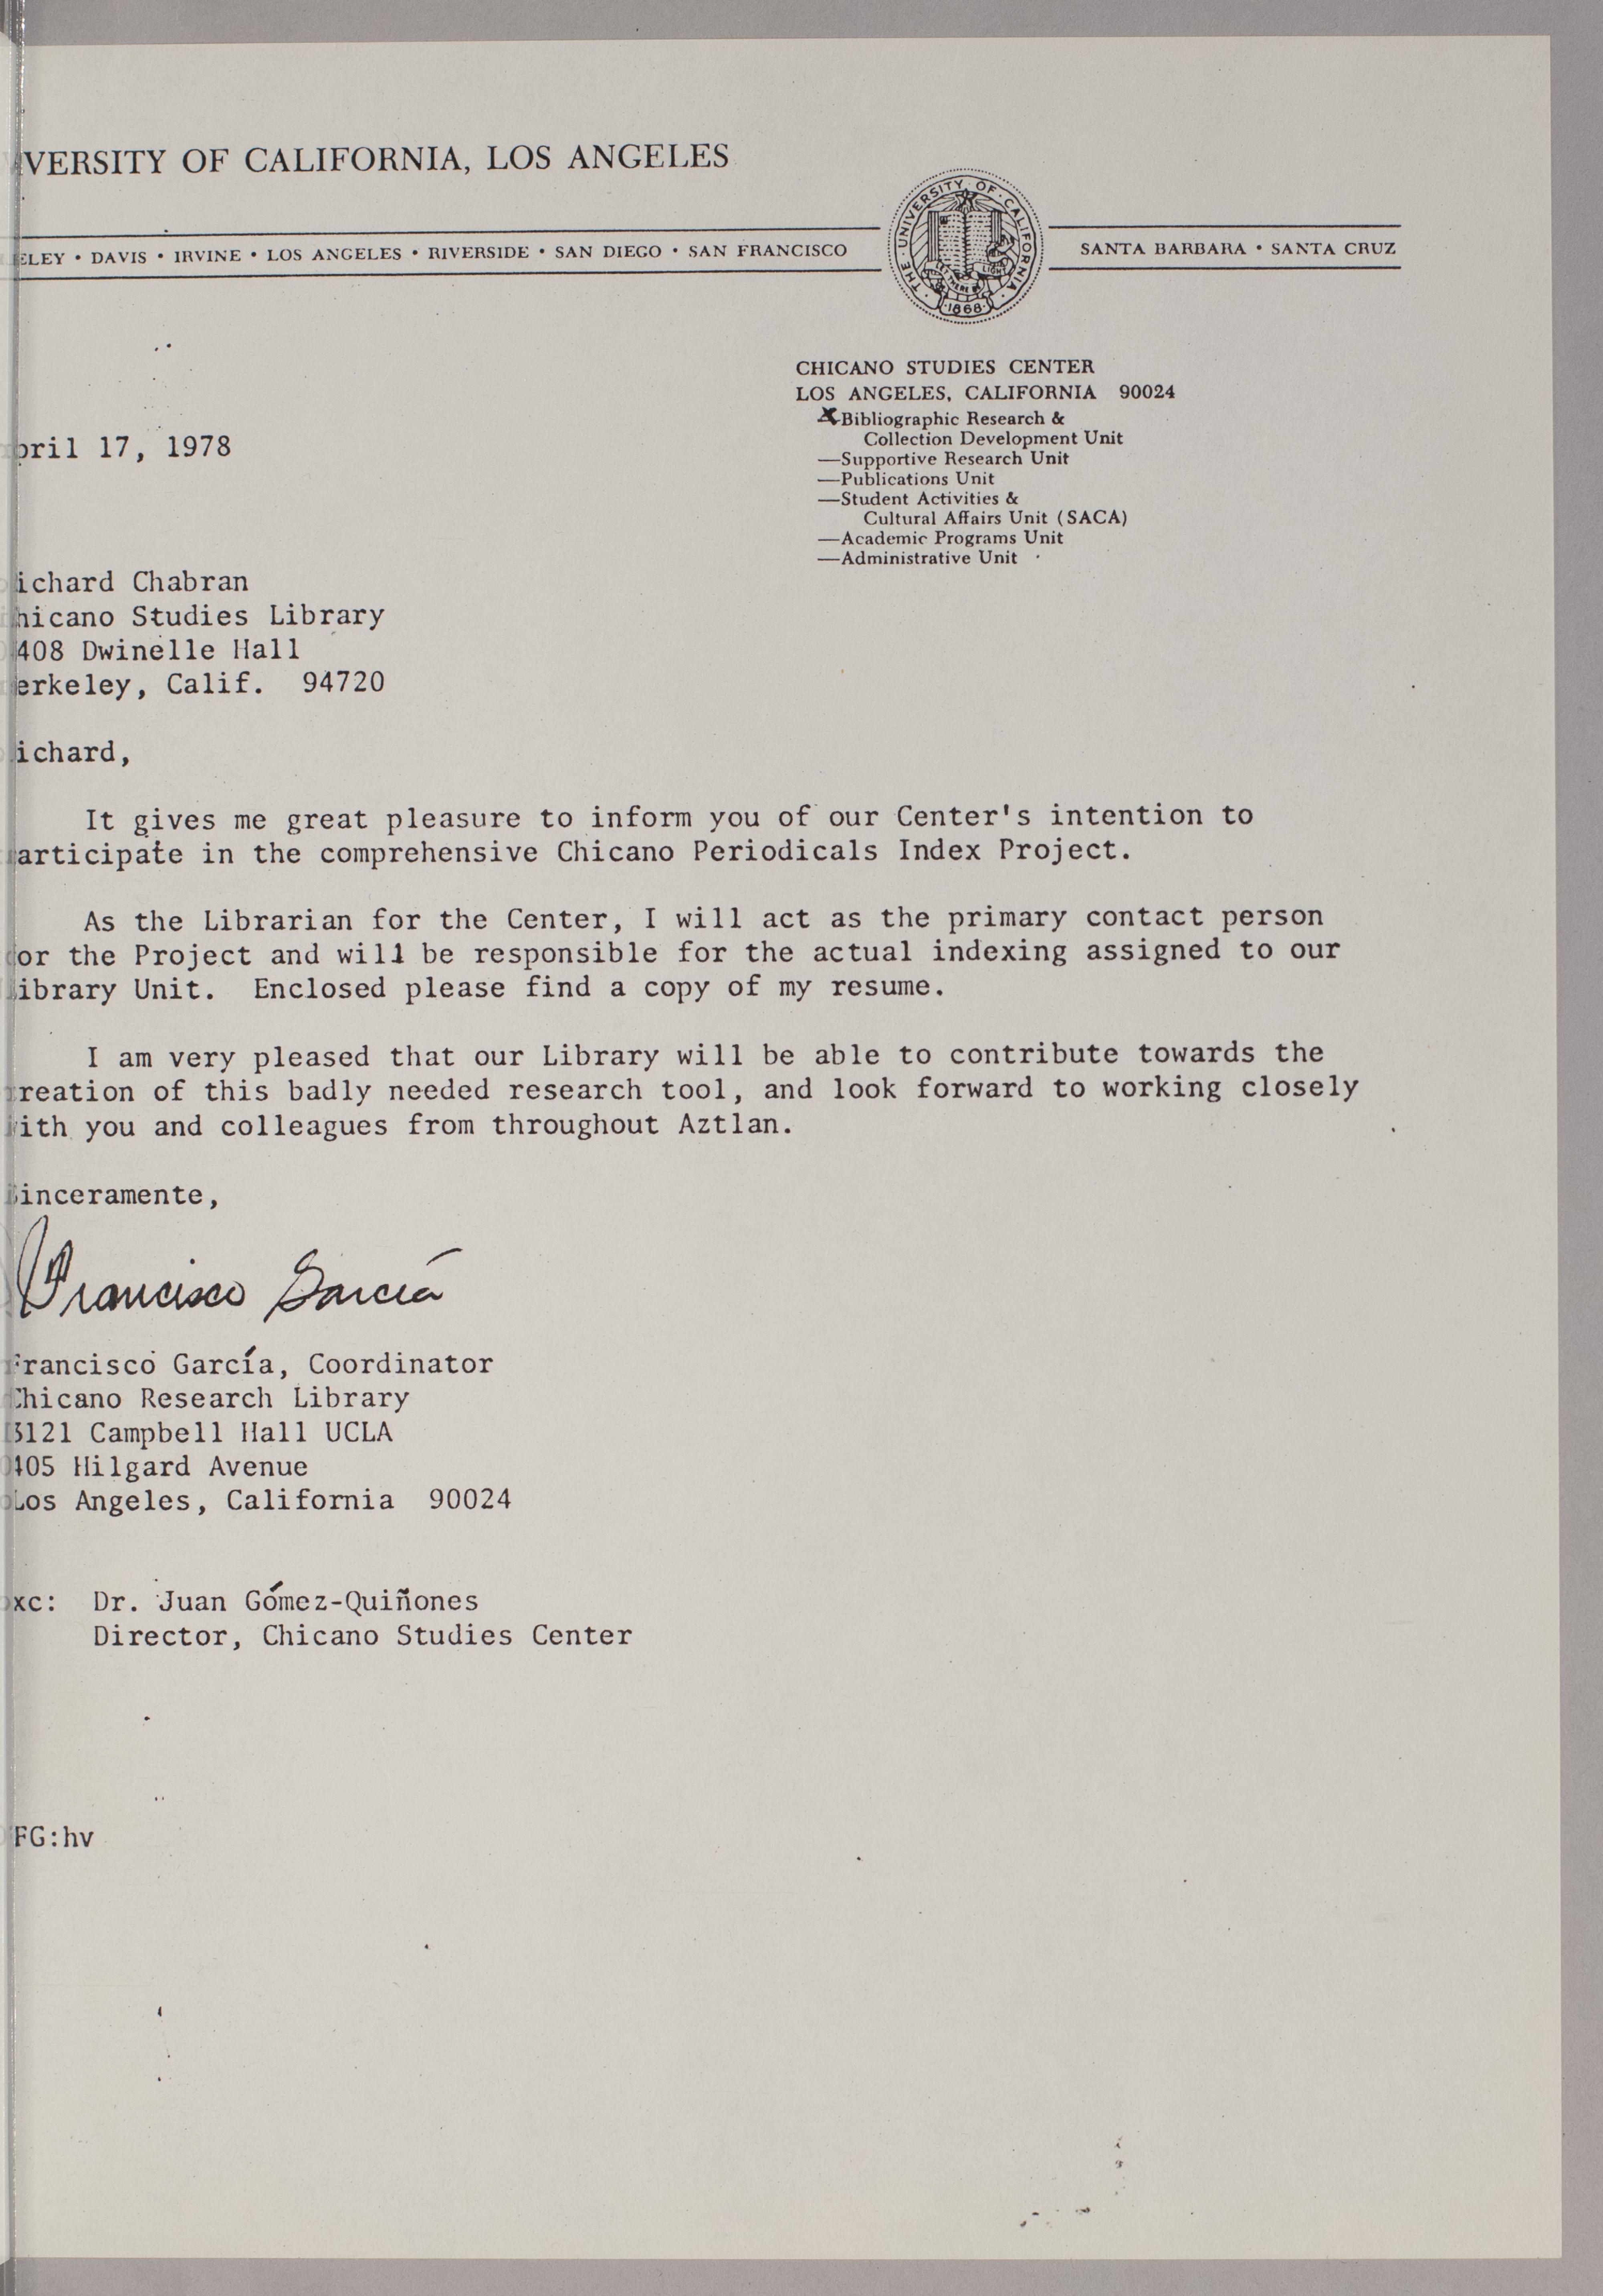 VERSITY OF CALIFORNIA, LOS ANGELES
ELEY • DAVIS • IRVINE • LOS ANGELES • RIVERSIDE • SAN DIEGO • SAN FRANCISCO
SANTA BARBARA • SANTA CRUZ
THE · UNIVERSITY · OF · CALIFORNIA
LET THERE BE LIGHT
· 1868 ·
CHICANO STUDIES CENTER
LOS ANGELES, CALIFORNIA 90024
X Bibliographic Research &
Collection Development Unit
—Supportive Research Unit
—Publications Unit
—Student Activities &
Cultural Affairs Unit (SACA)
—Academic Programs Unit
—Administrative Unit
pril 17, 1978
ichard Chabran
hicano Studies Library
408 Dwinelle Hall
erkeley, Calif. 94720
ichard,
It gives me great pleasure to inform you of our Center's intention to
articipate in the comprehensive Chicano Periodicals Index Project.
As the Librarian for the Center, I will act as the primary contact person
or the Project and will be responsible for the actual indexing assigned to our
ibrary Unit. Enclosed please find a copy of my resume.
I am very pleased that our Library will be able to contribute towards the
reation of this badly needed research tool, and look forward to working closely
ith you and colleagues from throughout Aztlan.
inceramente,
Francisco García
Francisco García, Coordinator
Chicano Research Library
3121 Campbell Hall UCLA
405 Hilgard Avenue
Los Angeles, California 90024
xc: Dr. Juan Gómez-Quiñones
Director, Chicano Studies Center
FG:hv